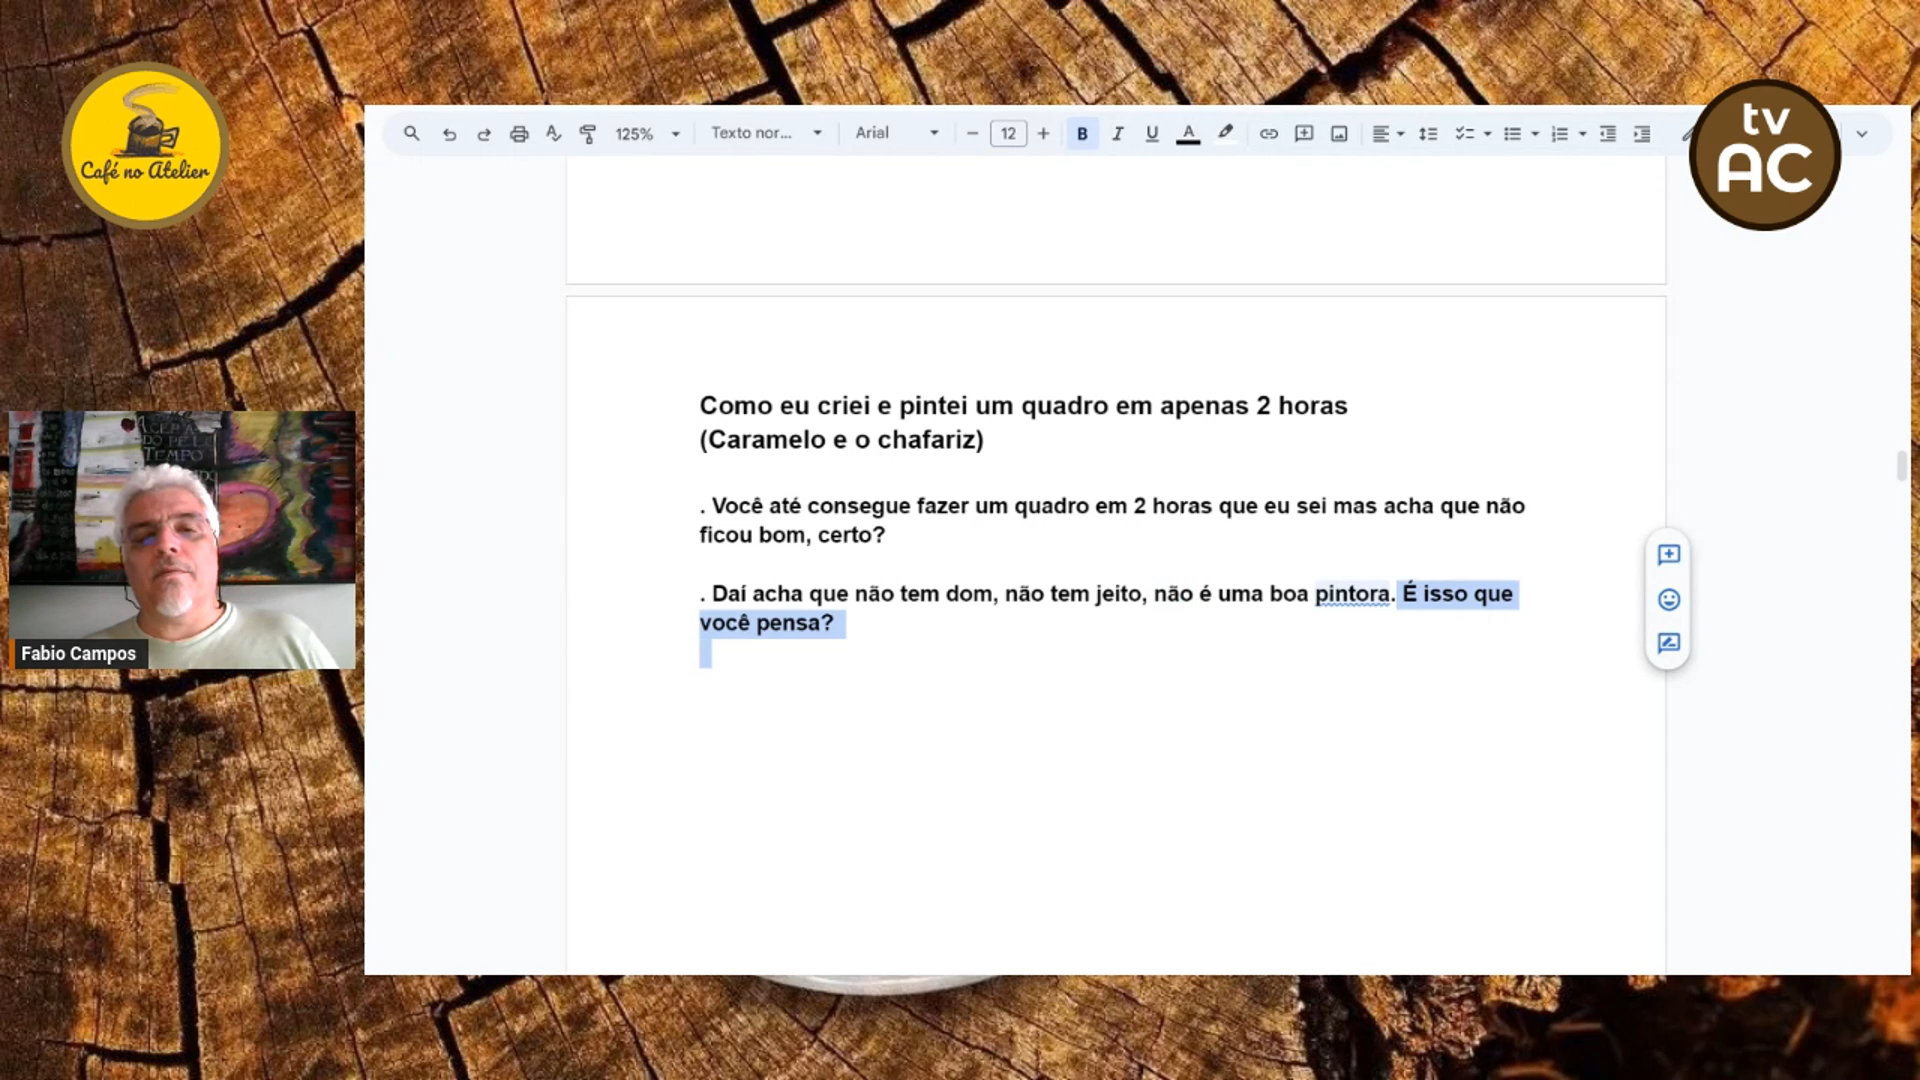 Café no Atelier
tv
AC
125%
Texto nor...
Arial
12
B
I
U
A
Como eu criei e pintei um quadro em apenas 2 horas
(Caramelo e o chafariz)
. Você até consegue fazer um quadro em 2 horas que eu sei mas acha que não
ficou bom, certo?
. Daí acha que não tem dom, não tem jeito, não é uma boa pintora. É isso que
você pensa?
TEMPO
Fabio Campos